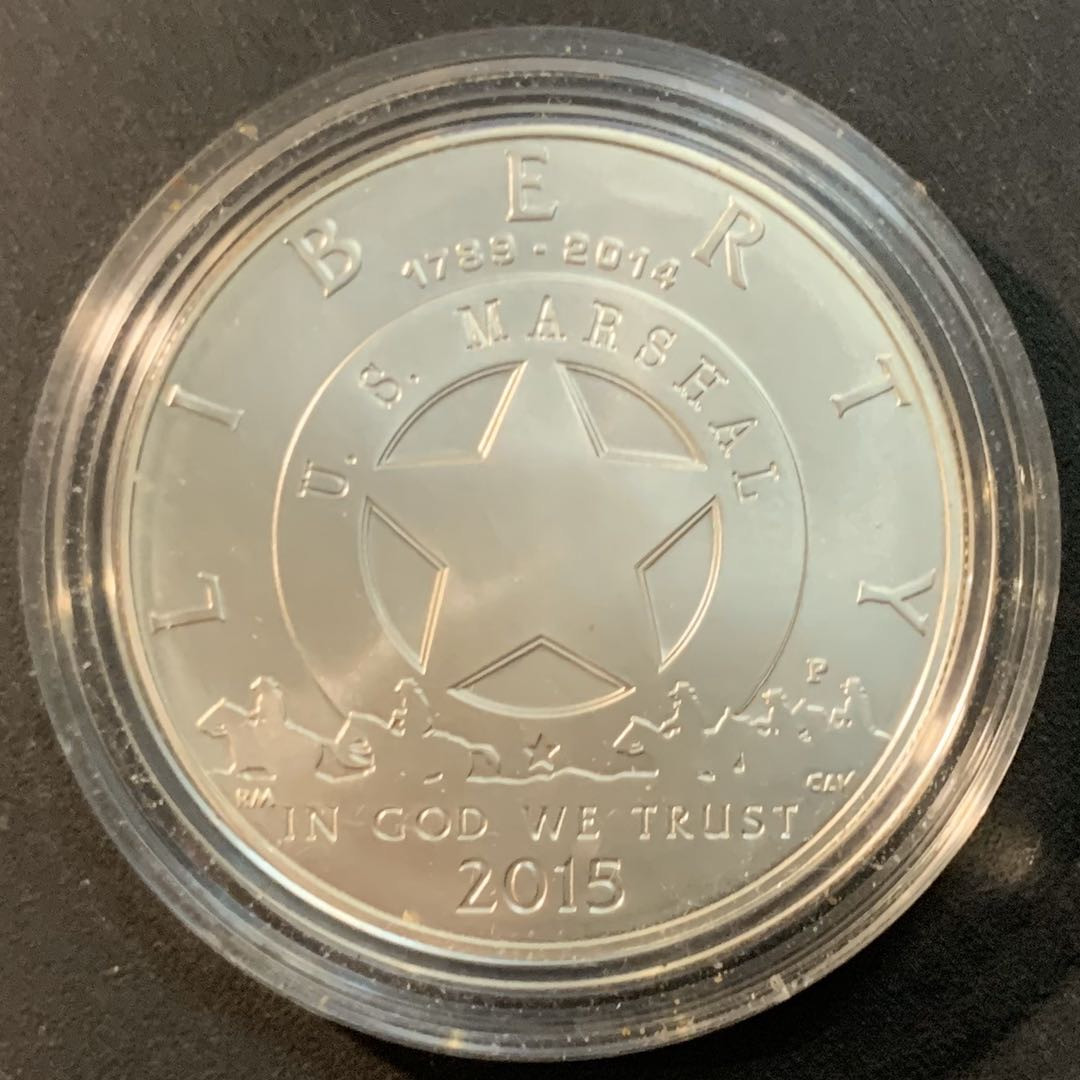 LIBERTY
1789 · 2014
U. S. MARSHAL
P
RM
CLV
IN GOD WE TRUST
2015